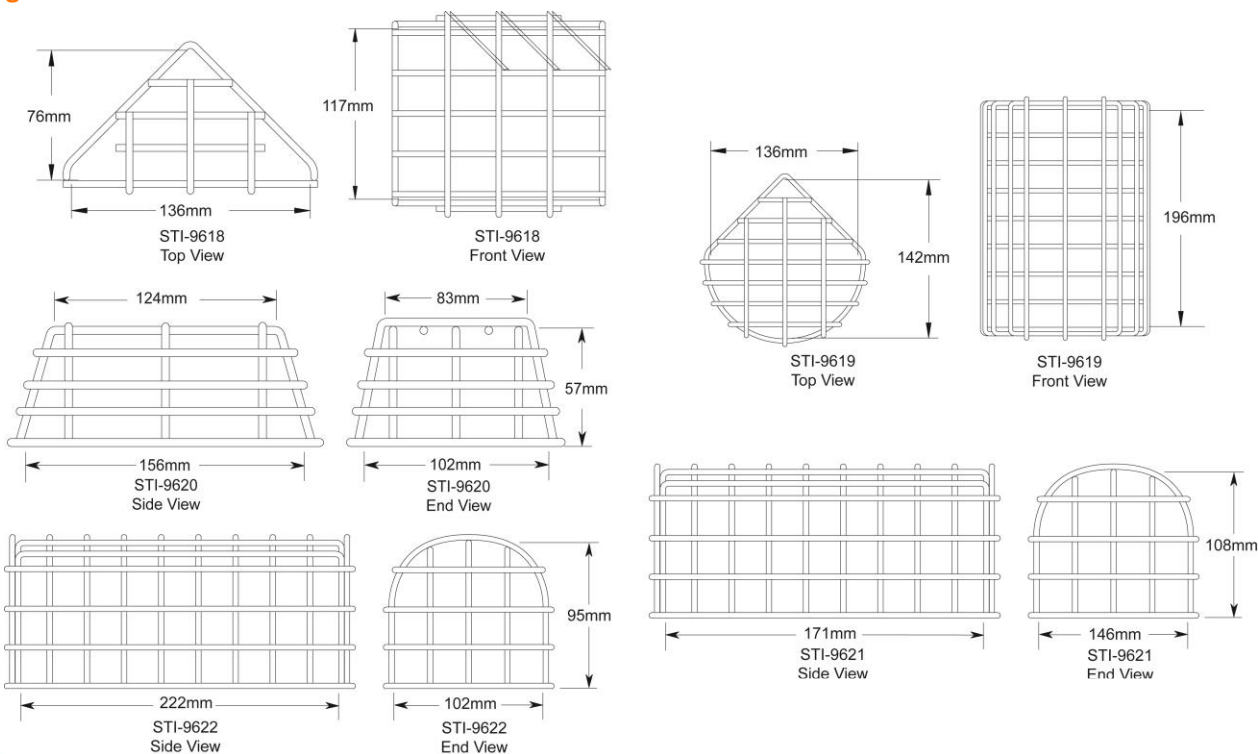 76mm
136mm
STI-9618
Top View
117mm
STI-9618
Front View
136mm
142mm
STI-9619
Top View
196mm
STI-9619
Front View
124mm
156mm
STI-9620
Side View
83mm
57mm
102mm
STI-9620
End View
171mm
STI-9621
Side View
108mm
146mm
STI-9621
End View
222mm
STI-9622
Side View
95mm
102mm
STI-9622
End View